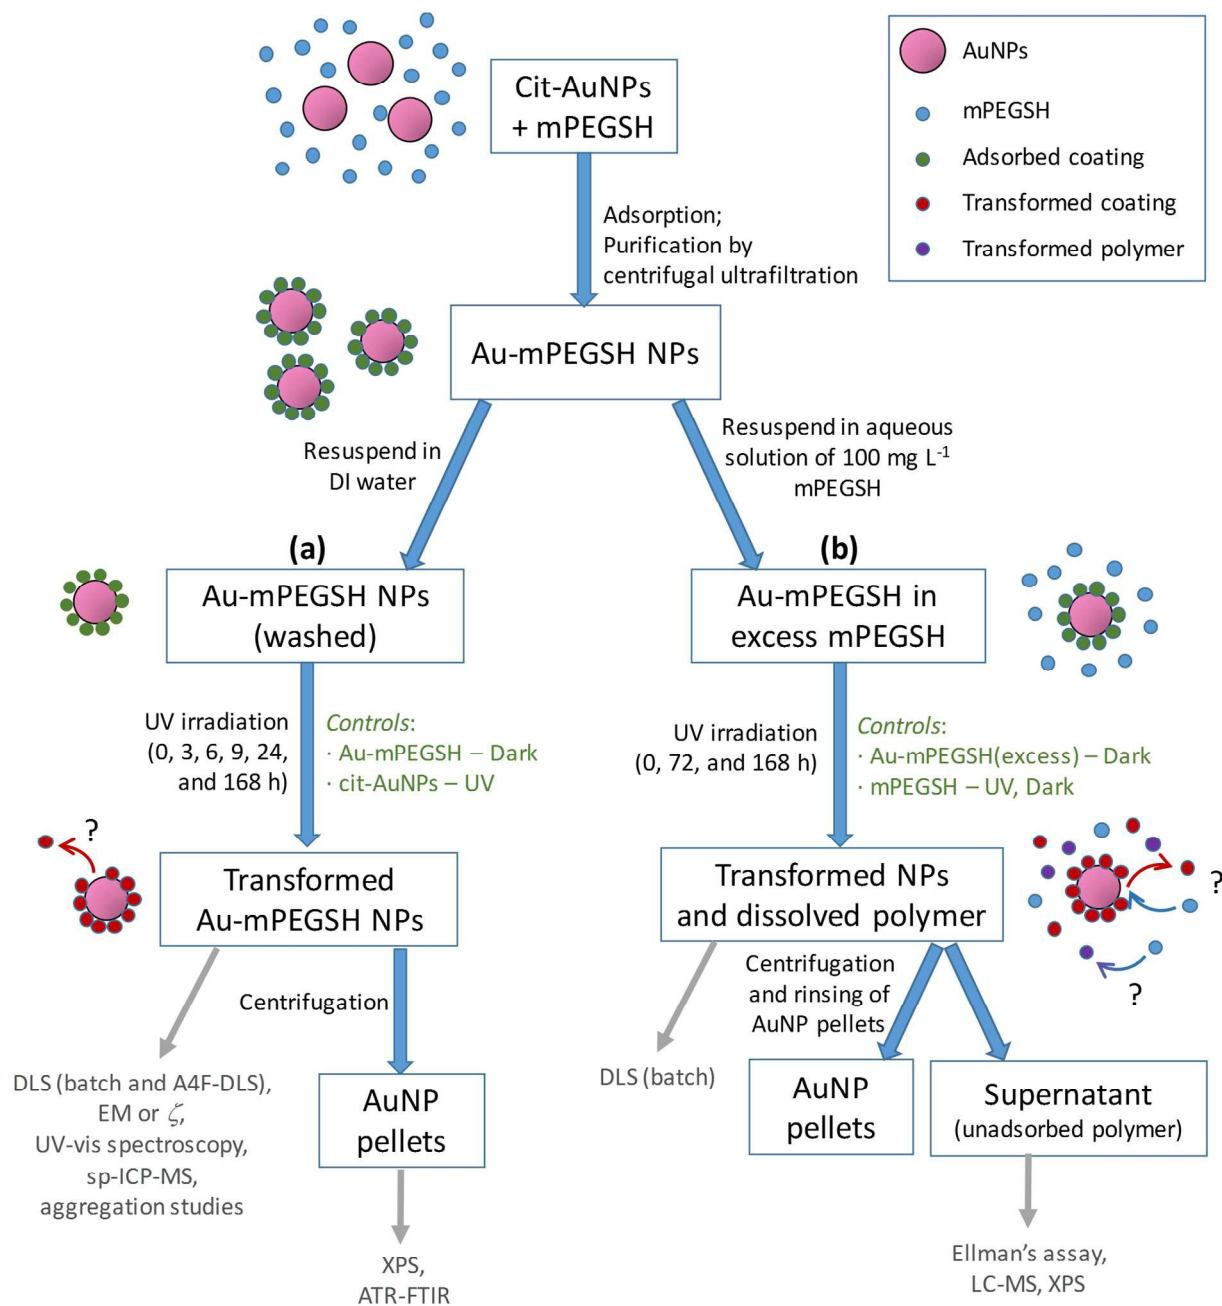 Cit-AuNPs
+ mPEGSH
AuNPs
mPEGSH
Adsorbed coating
Transformed coating
Transformed polymer
Adsorption;
Purification by
centrifugal ultrafiltration
Au-mPEGSH NPs
Resuspend in
DI water
Resuspend in aqueous
solution of 100 mg L⁻¹
mPEGSH
(a)
Au-mPEGSH NPs
(washed)
(b)
Au-mPEGSH in
excess mPEGSH
UV irradiation
(0, 3, 6, 9, 24,
and 168 h)
Controls:
· Au-mPEGSH – Dark
· cit-AuNPs – UV
UV irradiation
(0, 72, and 168 h)
Controls:
· Au-mPEGSH(excess) – Dark
· mPEGSH – UV, Dark
?
Transformed
Au-mPEGSH NPs
Transformed NPs
and dissolved polymer
?
?
Centrifugation
Centrifugation
and rinsing of
AuNP pellets
DLS (batch and A4F-DLS),
EM or ζ,
UV-vis spectroscopy,
sp-ICP-MS,
aggregation studies
AuNP
pellets
XPS,
ATR-FTIR
DLS (batch)
AuNP
pellets
Supernatant
(unadsorbed polymer)
Ellman's assay,
LC-MS, XPS